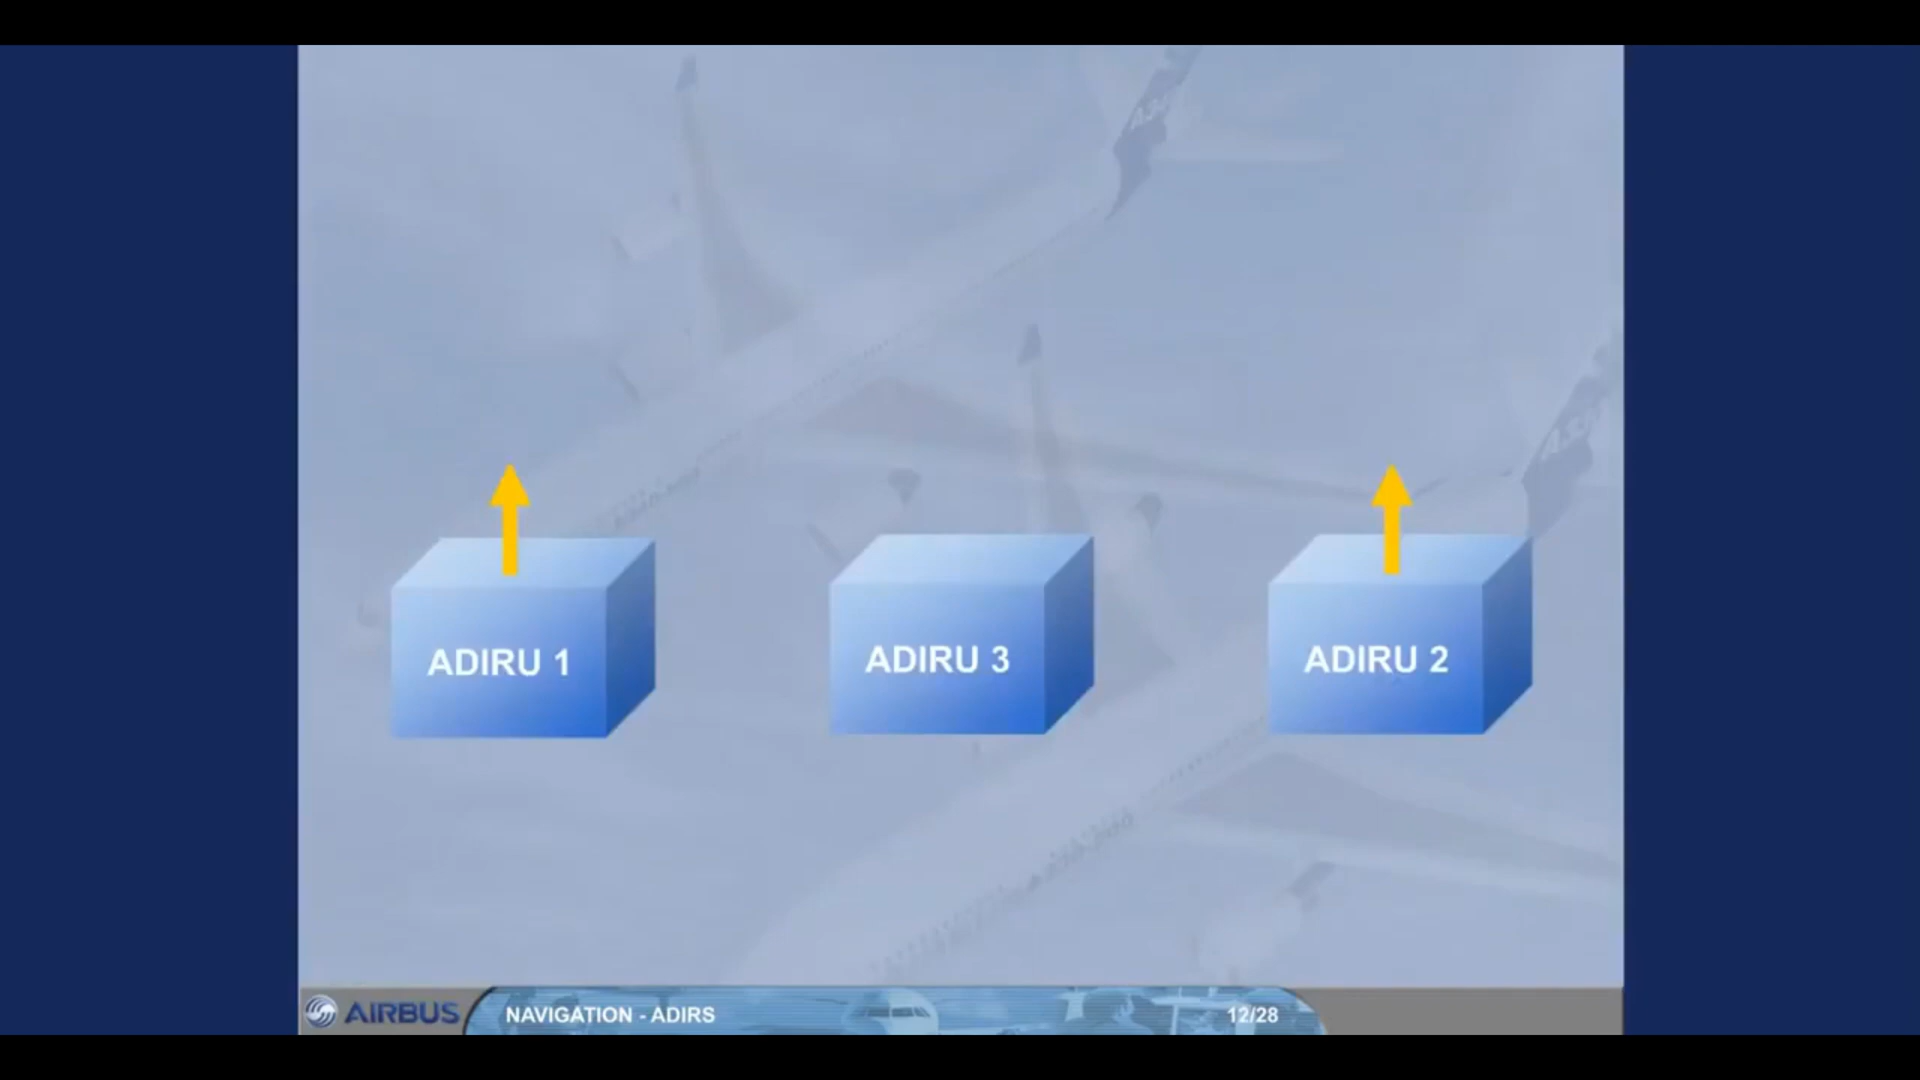 ADIRU 1
ADIRU 3
ADIRU 2
AIRBUS
NAVIGATION - ADIRS
12/28